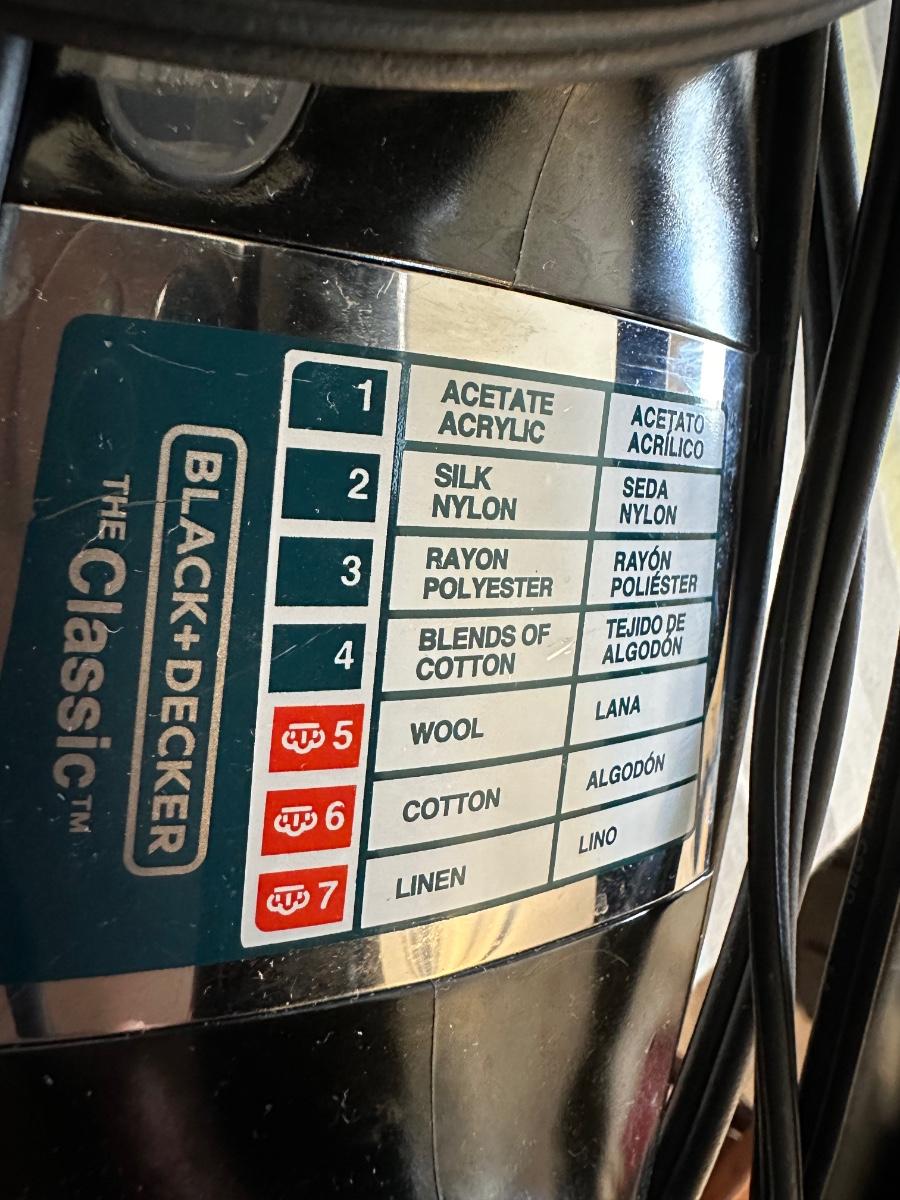 BLACK+DECKER
THE Classic™
1
ACETATE
ACRYLIC
ACETATO
ACRÍLICO
2
SILK
NYLON
SEDA
NYLON
3
RAYON
POLYESTER
RAYÓN
POLIÉSTER
4
BLENDS OF
COTTON
TEJIDO DE
ALGODÓN
5
WOOL
LANA
6
COTTON
ALGODÓN
7
LINEN
LINO